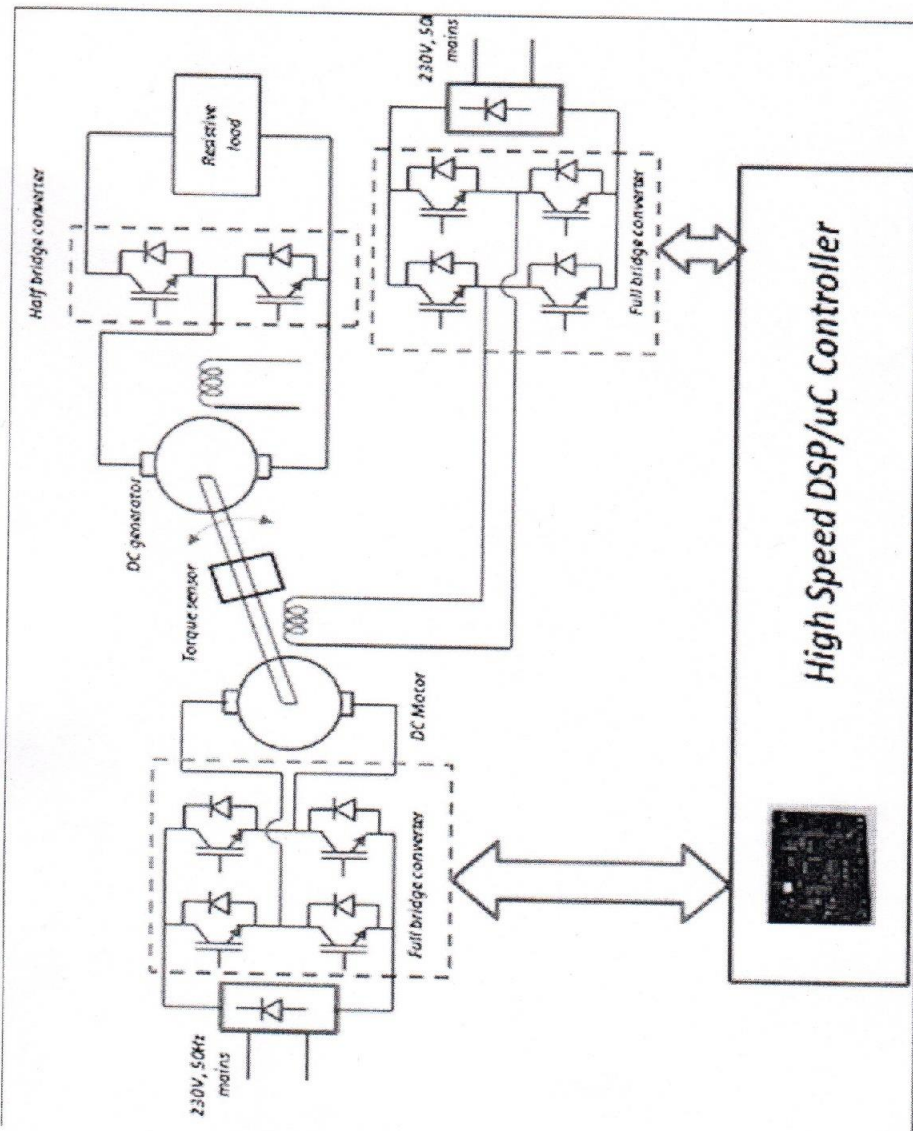 Half bridge converter
DC generator
Torque sensor
230V, 50Hz
mains
Resistive
load
Full bridge converter
DC Motor
230V, 50
mains
Full bridge converter
High Speed DSP/uC Controller